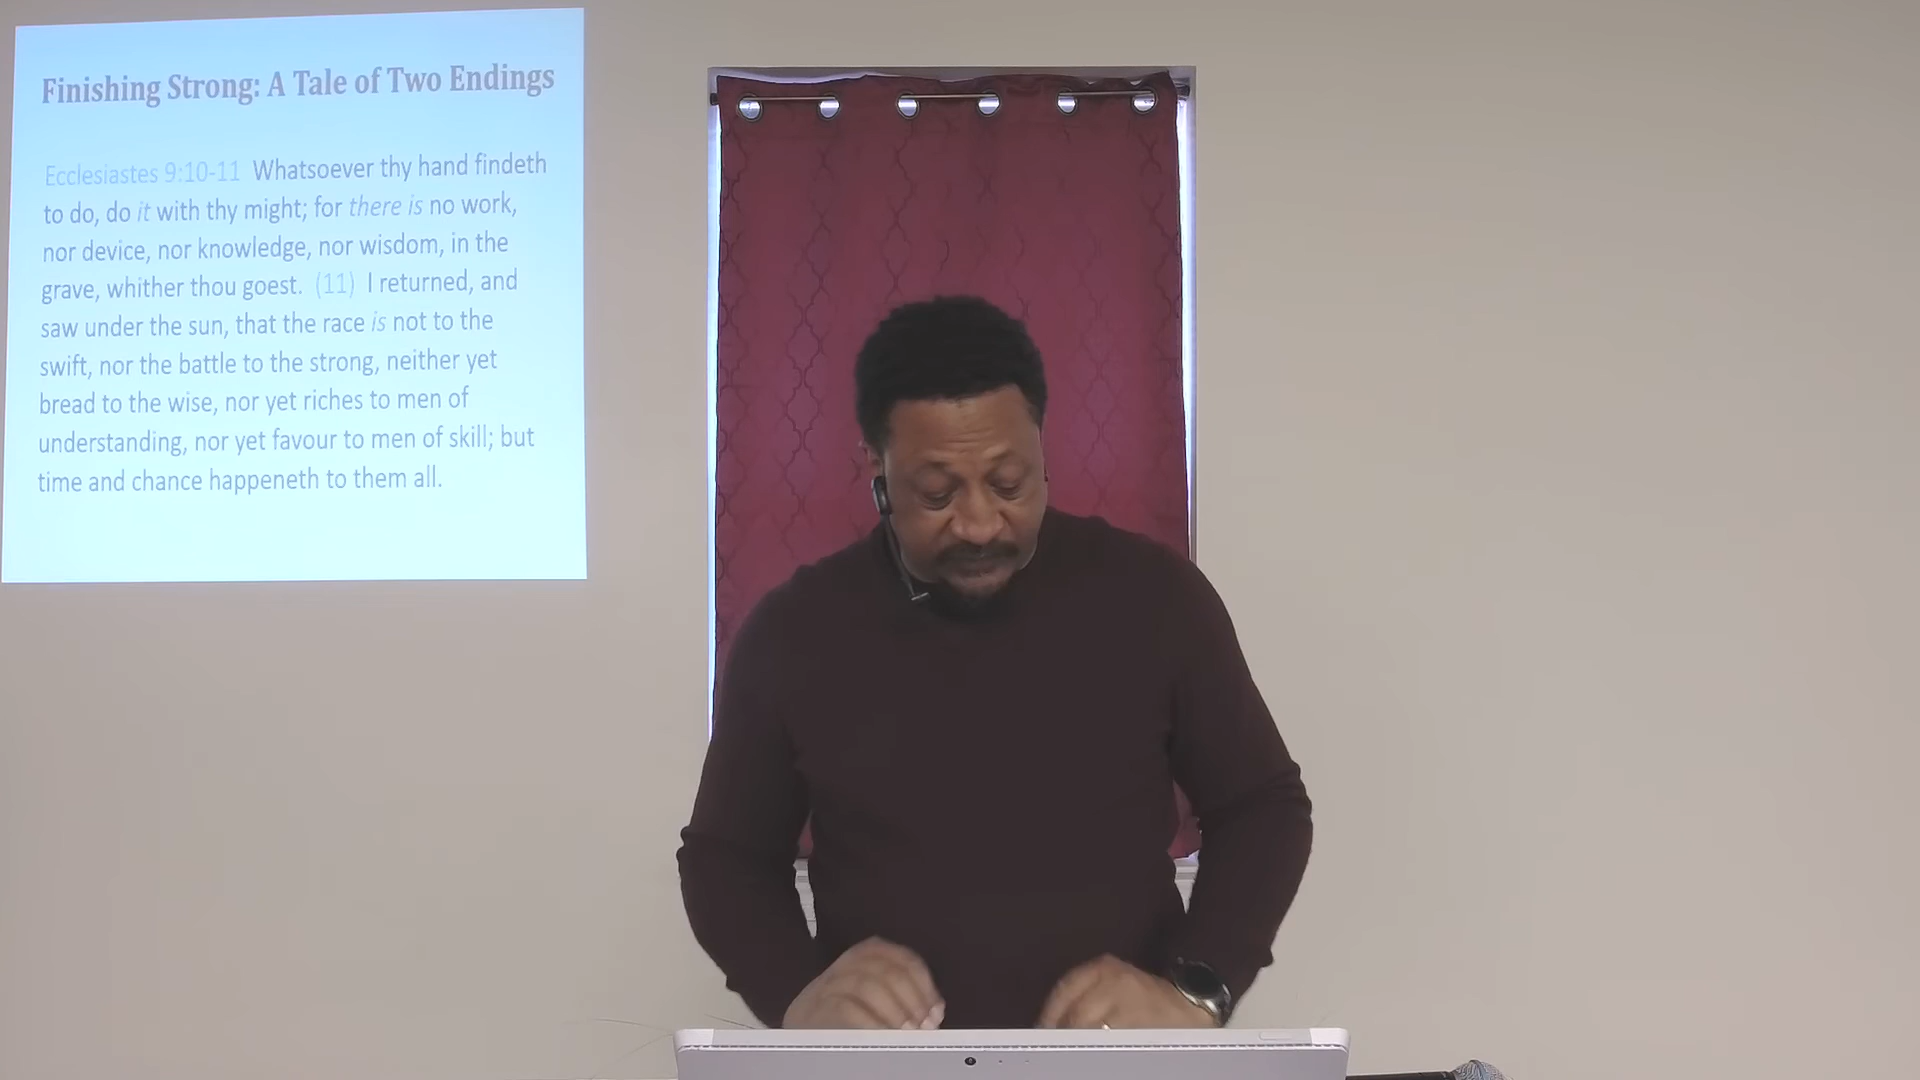 Finishing Strong: A Tale of Two Endings
Ecclesiastes 9:10-11 Whatsoever thy hand findeth
to do, do it with thy might; for there is no work,
nor device, nor knowledge, nor wisdom, in the
grave, whither thou goest. (11) I returned, and
saw under the sun, that the race is not to the
swift, nor the battle to the strong, neither yet
bread to the wise, nor yet riches to men of
understanding, nor yet favour to men of skill; but
time and chance happeneth to them all.